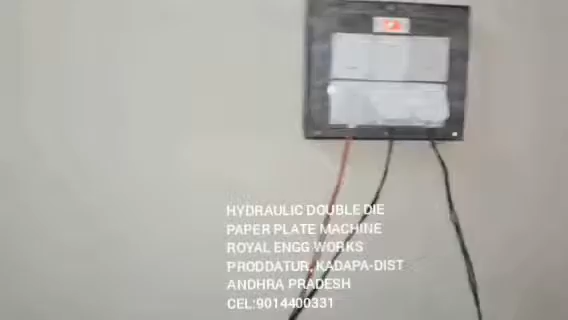 HYDRAULIC DOUBLE DIE
PAPER PLATE MACHINE
ROYAL ENGG WORKS
PRODDATUR, KADAPA-DIST
ANDHRA PRADESH
CEL:9014400331